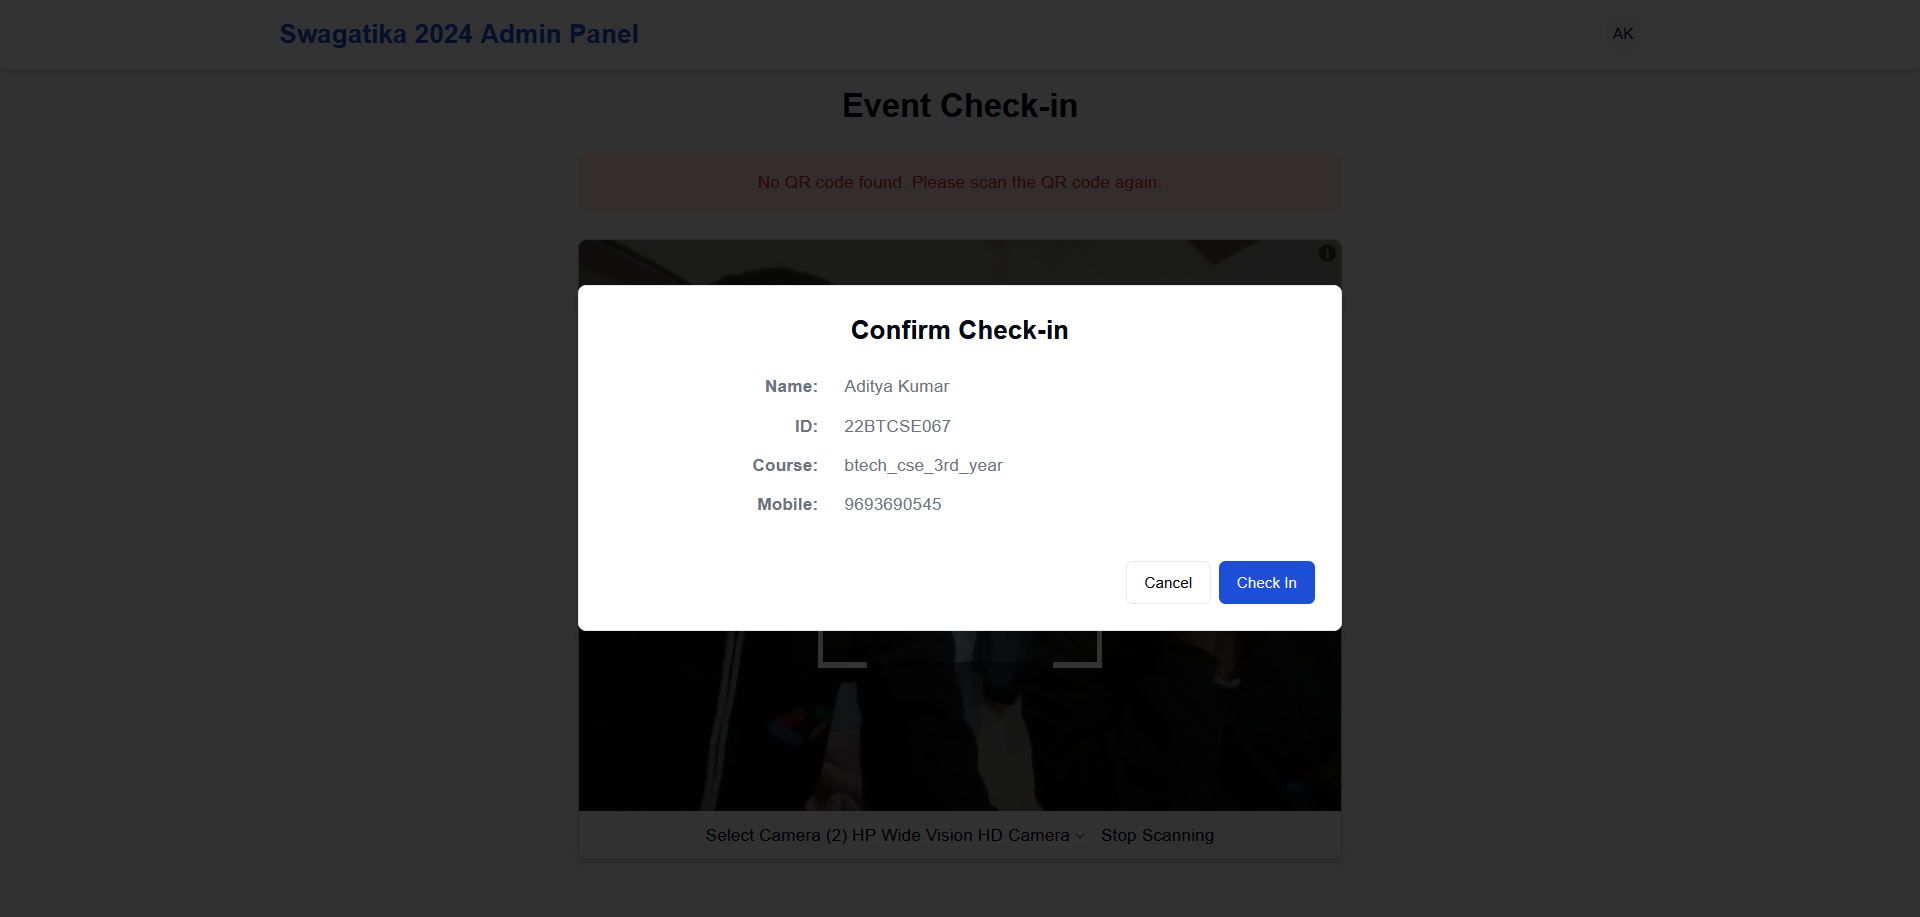 Swagatika 2024 Admin Panel
AK
Event Check-in
No QR code found. Please scan the QR code again.
Confirm Check-in
Name: Aditya Kumar
ID: 22BTCSE067
Course: btech_cse_3rd_year
Mobile: 9693690545
Cancel Check In
Select Camera (2) HP Wide Vision HD Camera Stop Scanning